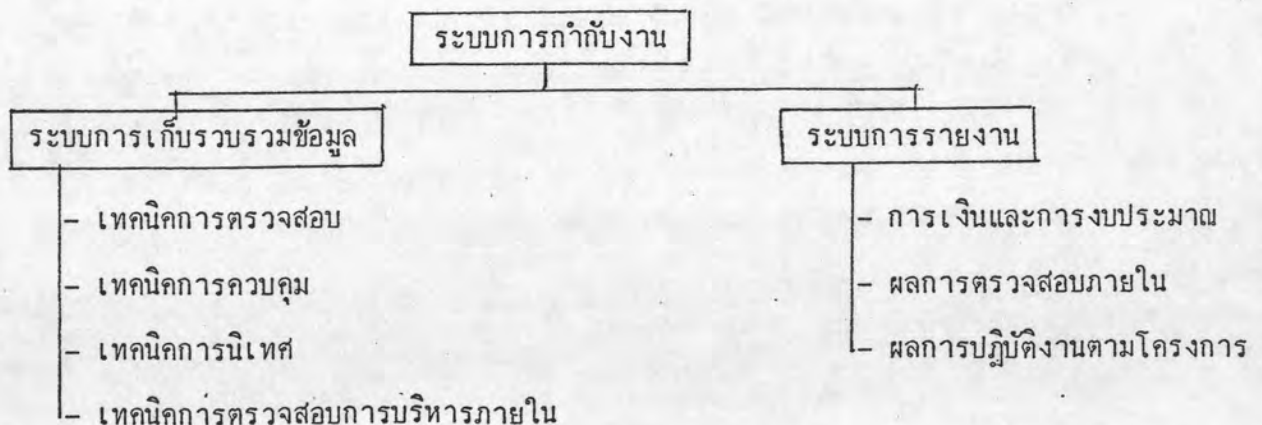 ระบบการกำกับงาน
ระบบการเก็บรวบรวมข้อมูล
- เทคนิคการตรวจสอบ
- เทคนิคการควบคุม
- เทคนิคการนิเทศ
- เทคนิคการตรวจสอบการบริหารภายใน
ระบบการรายงาน
- การเงินและการงบประมาณ
- ผลการตรวจสอบภายใน
- ผลการปฏิบัติงานตามโครงการ